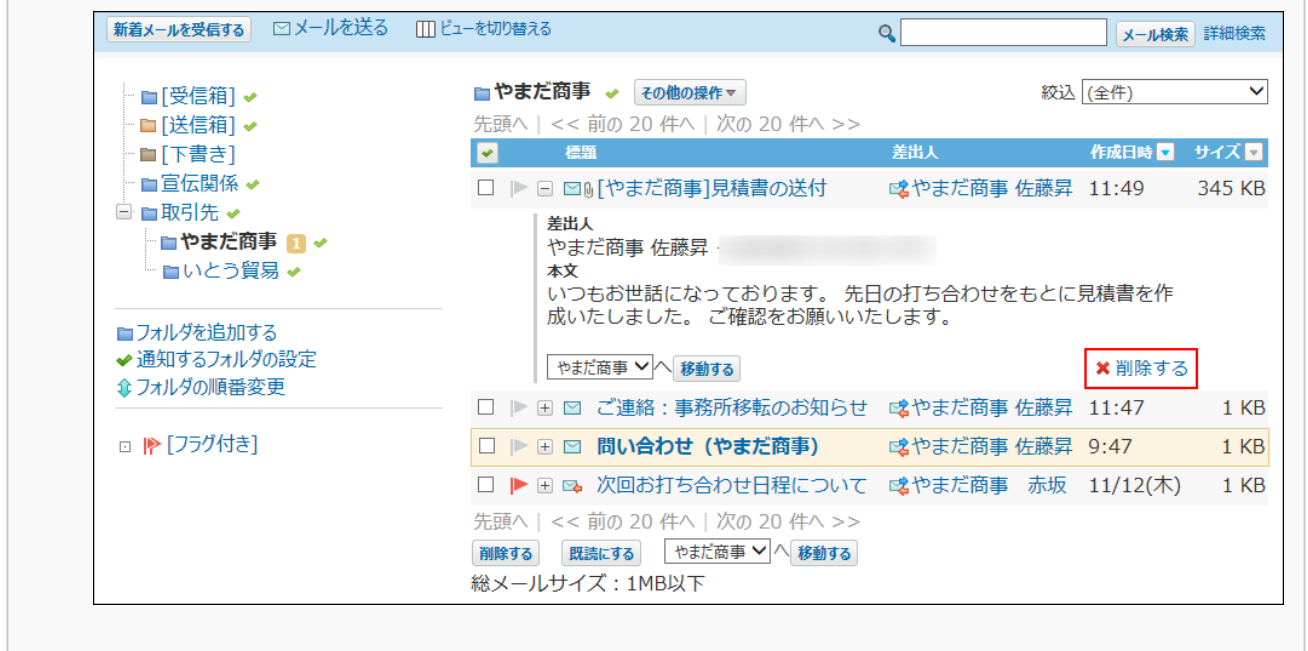 新着メールを受信する メールを送る ビューを切り替える メール検索 詳細検索
[受信箱]
[送信箱]
[下書き]
宣伝関係
取引先
やまだ商事 1
いとう貿易
フォルダを追加する
通知するフォルダの設定
フォルダの順番変更
[フラグ付き]
やまだ商事 その他の操作 絞込 (全件)
先頭へ | << 前の 20 件へ | 次の 20 件へ >>
標題 差出人 作成日時 サイズ
[やまだ商事]見積書の送付 やまだ商事 佐藤昇 11:49 345 KB
差出人
やまだ商事 佐藤昇
本文
いつもお世話になっております。 先日の打ち合わせをもとに見積書を作
成いたしました。 ご確認をお願いいたします。
やまだ商事 へ 移動する 削除する
ご連絡：事務所移転のお知らせ やまだ商事 佐藤昇 11:47 1 KB
問い合わせ（やまだ商事） やまだ商事 佐藤昇 9:47 1 KB
次回お打ち合わせ日程について やまだ商事 赤坂 11/12(木) 1 KB
先頭へ | << 前の 20 件へ | 次の 20 件へ >>
削除する 既読にする やまだ商事 へ 移動する
総メールサイズ：1MB以下